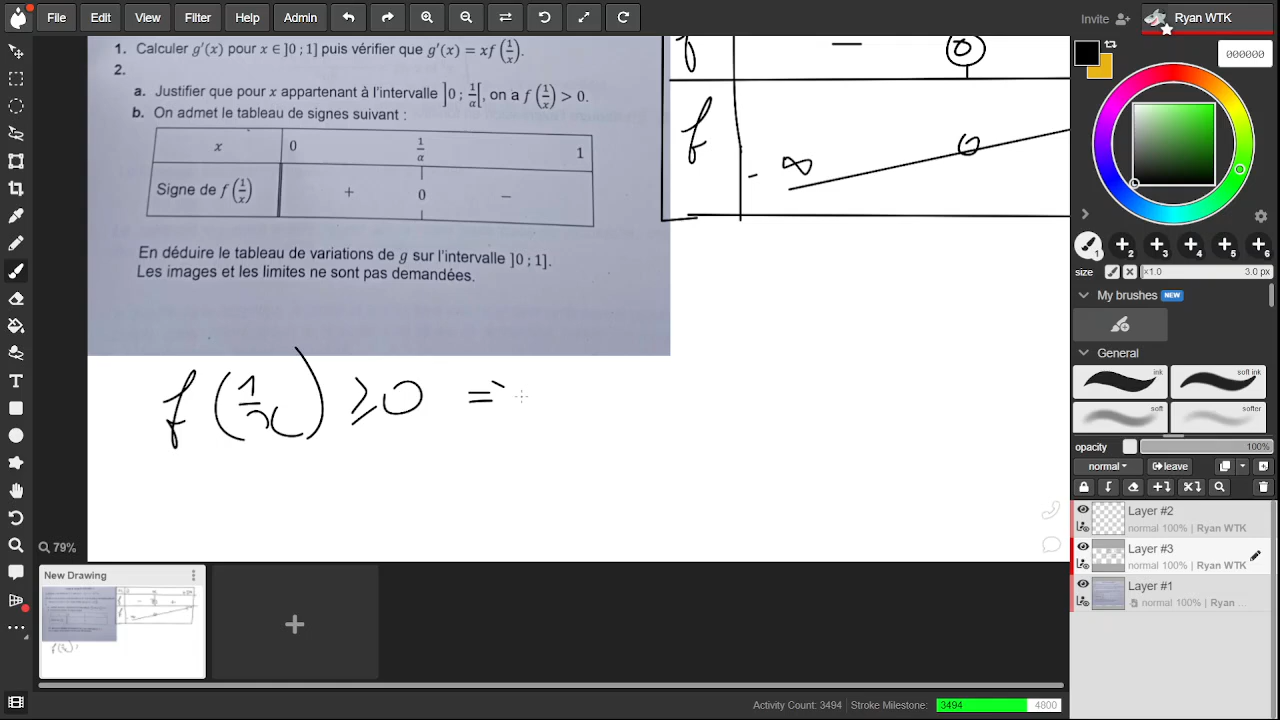 File Edit View Filter Help Admin
Invite Ryan WTK
000000
1. Calculer g′(x) pour x ∈ ]0 ; 1] puis vérifier que g′(x) = xf(1/x).
2.
a. Justifier que pour x appartenant à l'intervalle ]0 ; 1/α[, on a f(1/x) > 0.
b. On admet le tableau de signes suivant :
x 0 1/α 1
Signe de f(1/x) + 0 −
En déduire le tableau de variations de g sur l'intervalle ]0 ; 1].
Les images et les limites ne sont pas demandées.
f − 0
f -∞ 0
f(1/x) ≥ 0 =
1 2 3 4 5 6
size x1.0 3.0 px
My brushes NEW
General
ink soft ink
soft softer
opacity 100%
normal leave
Layer #2
normal 100% | Ryan WTK
Layer #3
normal 100% | Ryan WTK
Layer #1
normal 100% | Ryan ...
79%
New Drawing
Activity Count: 3494 Stroke Milestone: 3494 4800